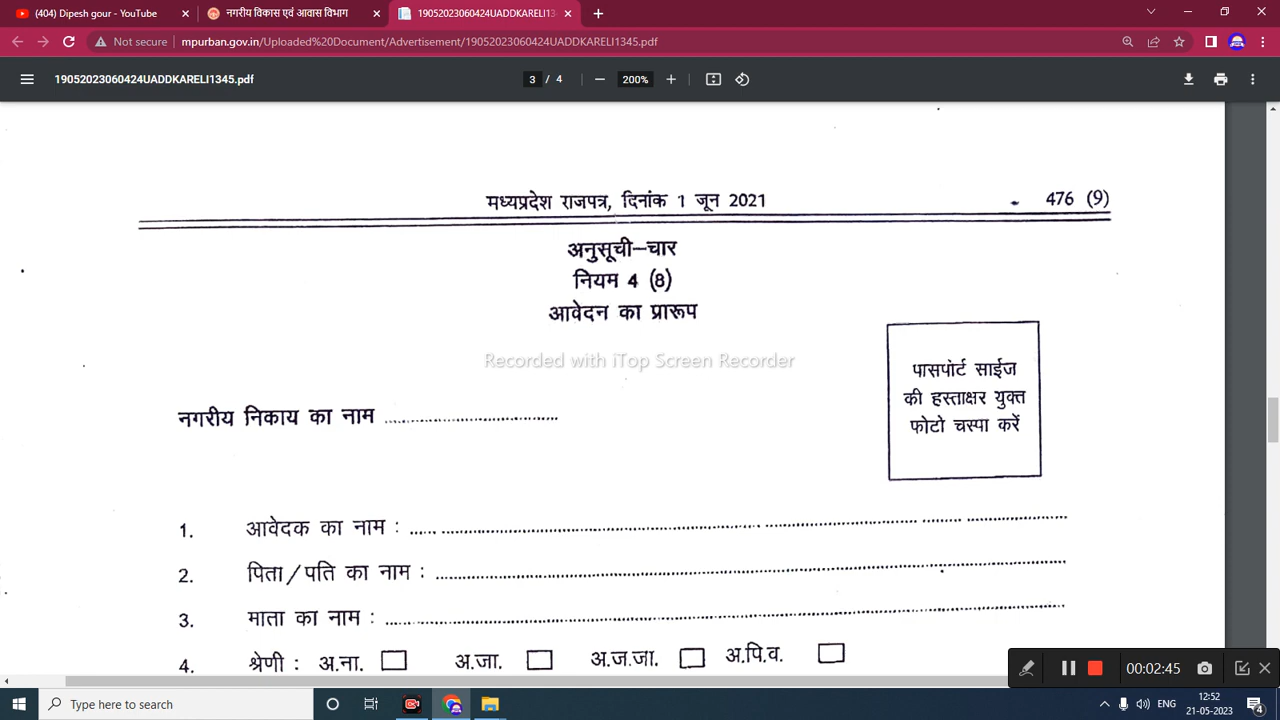 (404) Dipesh gour - YouTube
नगरीय विकास एवं आवास विभाग
19052023060424UADDKARELI13
Not secure
mpurban.gov.in/Uploaded%20Document/Advertisement/19052023060424UADDKARELI1345.pdf
19052023060424UADDKARELI1345.pdf
3 / 4
200%
मध्यप्रदेश राजपत्र, दिनांक 1 जून 2021
476 (9)
अनुसूची–चार
नियम 4 (8)
आवेदन का प्रारूप
Recorded with iTop Screen Recorder
पासपोर्ट साईज
की हस्ताक्षर युक्त
फोटो चस्पा करें
नगरीय निकाय का नाम ..............................
1. आवेदक का नाम : ..............................
2. पिता/पति का नाम : ..............................
3. माता का नाम : ..............................
4. श्रेणी : अ.ना. अ.जा. अ.ज.जा. अ.पि.व.
00:02:45
Type here to search
ENG
12:52
21-05-2023
4